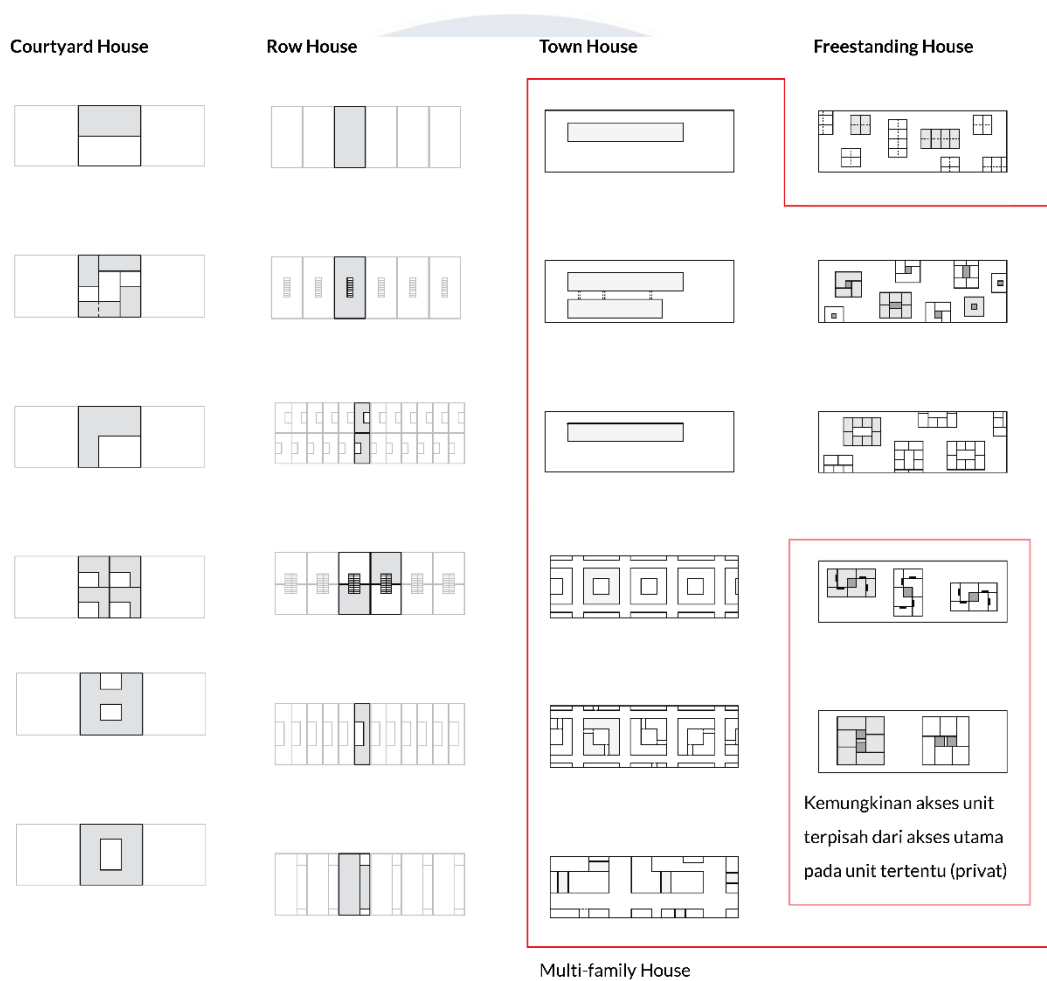 Courtyard House
Row House
Town House
Freestanding House
Kemungkinan akses unit
terpisah dari akses utama
pada unit tertentu (privat)
Multi-family House